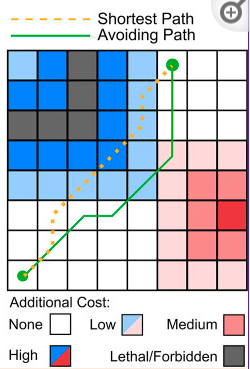 Shortest Path
Avoiding Path
Additional Cost:
None Low Medium
High Lethal/Forbidden